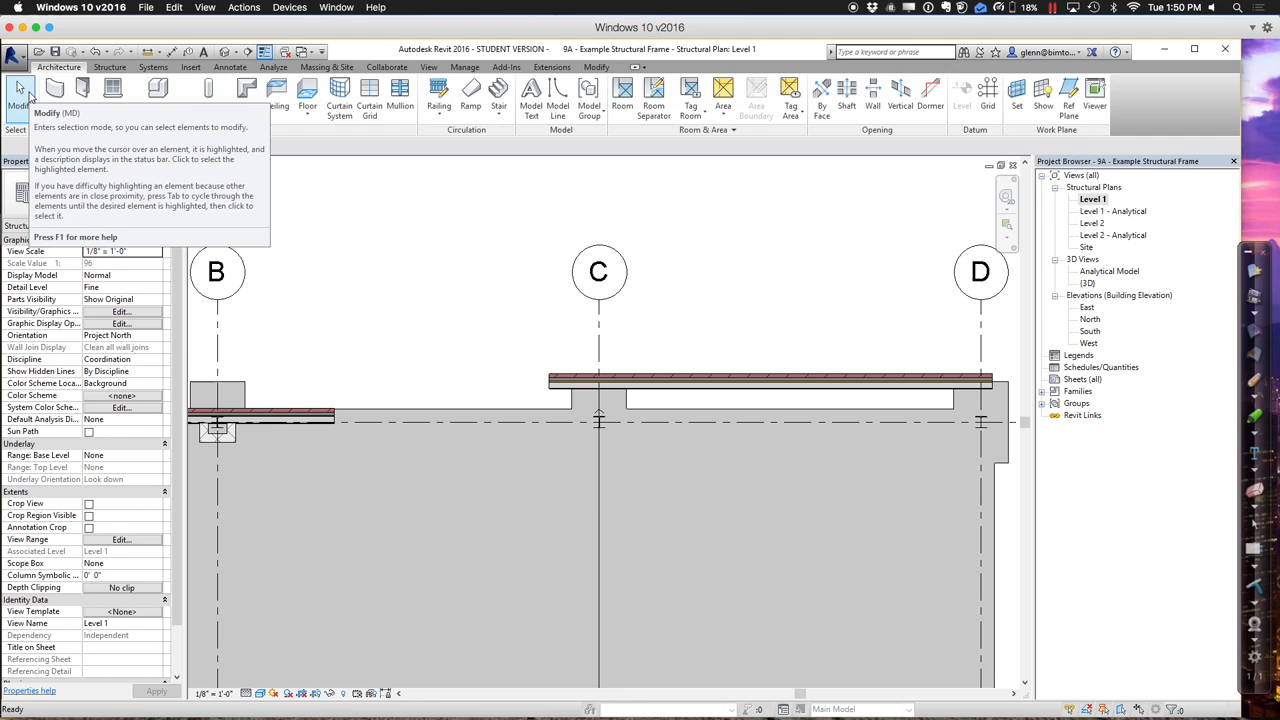 Windows 10 v2016
File
Edit
View
Actions
Devices
Window
Help
18%
Tue 1:50 PM
Windows 10 v2016
Autodesk Revit 2016 - STUDENT VERSION - 9A - Example Structural Frame - Structural Plan: Level 1
Type a keyword or phrase
glenn@bimto...
Architecture
Structure
Systems
Insert
Annotate
Analyze
Massing & Site
Collaborate
View
Manage
Add-Ins
Extensions
Modify
Modify
Ceiling
Floor
Curtain System
Curtain Grid
Mullion
Railing
Ramp
Stair
Model Text
Model Line
Model Group
Room
Room Separator
Tag Room
Area
Area Boundary
Tag Area
By Face
Shaft
Wall
Vertical
Dormer
Level
Grid
Set
Show
Ref Plane
Viewer
Select
Circulation
Model
Room & Area
Opening
Datum
Work Plane
Modify (MD)
Enters selection mode, so you can select elements to modify.
When you move the cursor over an element, it is highlighted, and
a description displays in the status bar. Click to select the
highlighted element.
If you have difficulty highlighting an element because other
elements are in close proximity, press Tab to cycle through the
elements until the desired element is highlighted, then click to
select it.
Press F1 for more help
Proper
Structu
Graphic
View Scale 1/8" = 1'-0"
Scale Value 1: 96
Display Model Normal
Detail Level Fine
Parts Visibility Show Original
Visibility/Graphics ... Edit...
Graphic Display Op... Edit...
Orientation Project North
Wall Join Display Clean all wall joins
Discipline Coordination
Show Hidden Lines By Discipline
Color Scheme Loca... Background
Color Scheme <none>
System Color Sche... Edit...
Default Analysis Di... None
Sun Path
Underlay
Range: Base Level None
Range: Top Level None
Underlay Orientation Look down
Extents
Crop View
Crop Region Visible
Annotation Crop
View Range Edit...
Associated Level Level 1
Scope Box None
Column Symbolic ... 0' 0"
Depth Clipping No clip
Identity Data
View Template <None>
View Name Level 1
Dependency Independent
Title on Sheet
Referencing Sheet
Referencing Detail
Properties help
Apply
Ready
B
C
D
1/8" = 1'-0"
:0
Main Model
:0
Project Browser - 9A - Example Structural Frame
Views (all)
Structural Plans
Level 1
Level 1 - Analytical
Level 2
Level 2 - Analytical
Site
3D Views
Analytical Model
{3D}
Elevations (Building Elevation)
East
North
South
West
Legends
Schedules/Quantities
Sheets (all)
Families
Groups
Revit Links
1 / 1